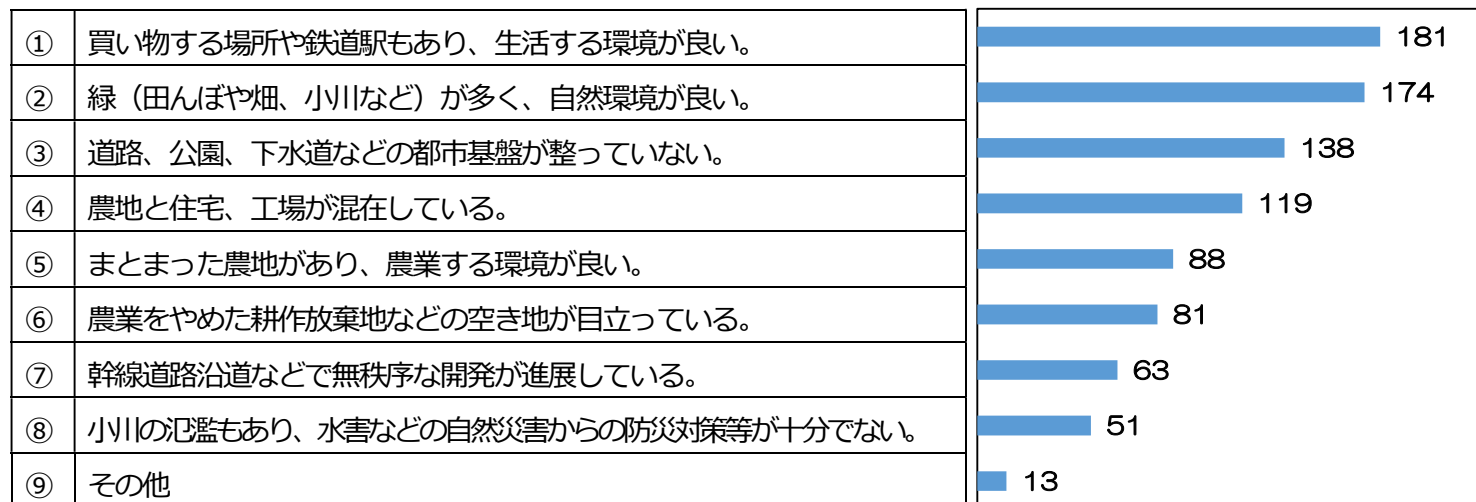 ① 買い物する場所や鉄道駅もあり、生活する環境が良い。 181
② 緑（田んぼや畑、小川など）が多く、自然環境が良い。 174
③ 道路、公園、下水道などの都市基盤が整っていない。 138
④ 農地と住宅、工場が混在している。 119
⑤ まとまった農地があり、農業する環境が良い。 88
⑥ 農業をやめた耕作放棄地などの空き地が目立っている。 81
⑦ 幹線道路沿道などで無秩序な開発が進展している。 63
⑧ 小川の氾濫もあり、水害などの自然災害からの防災対策等が十分でない。 51
⑨ その他 13